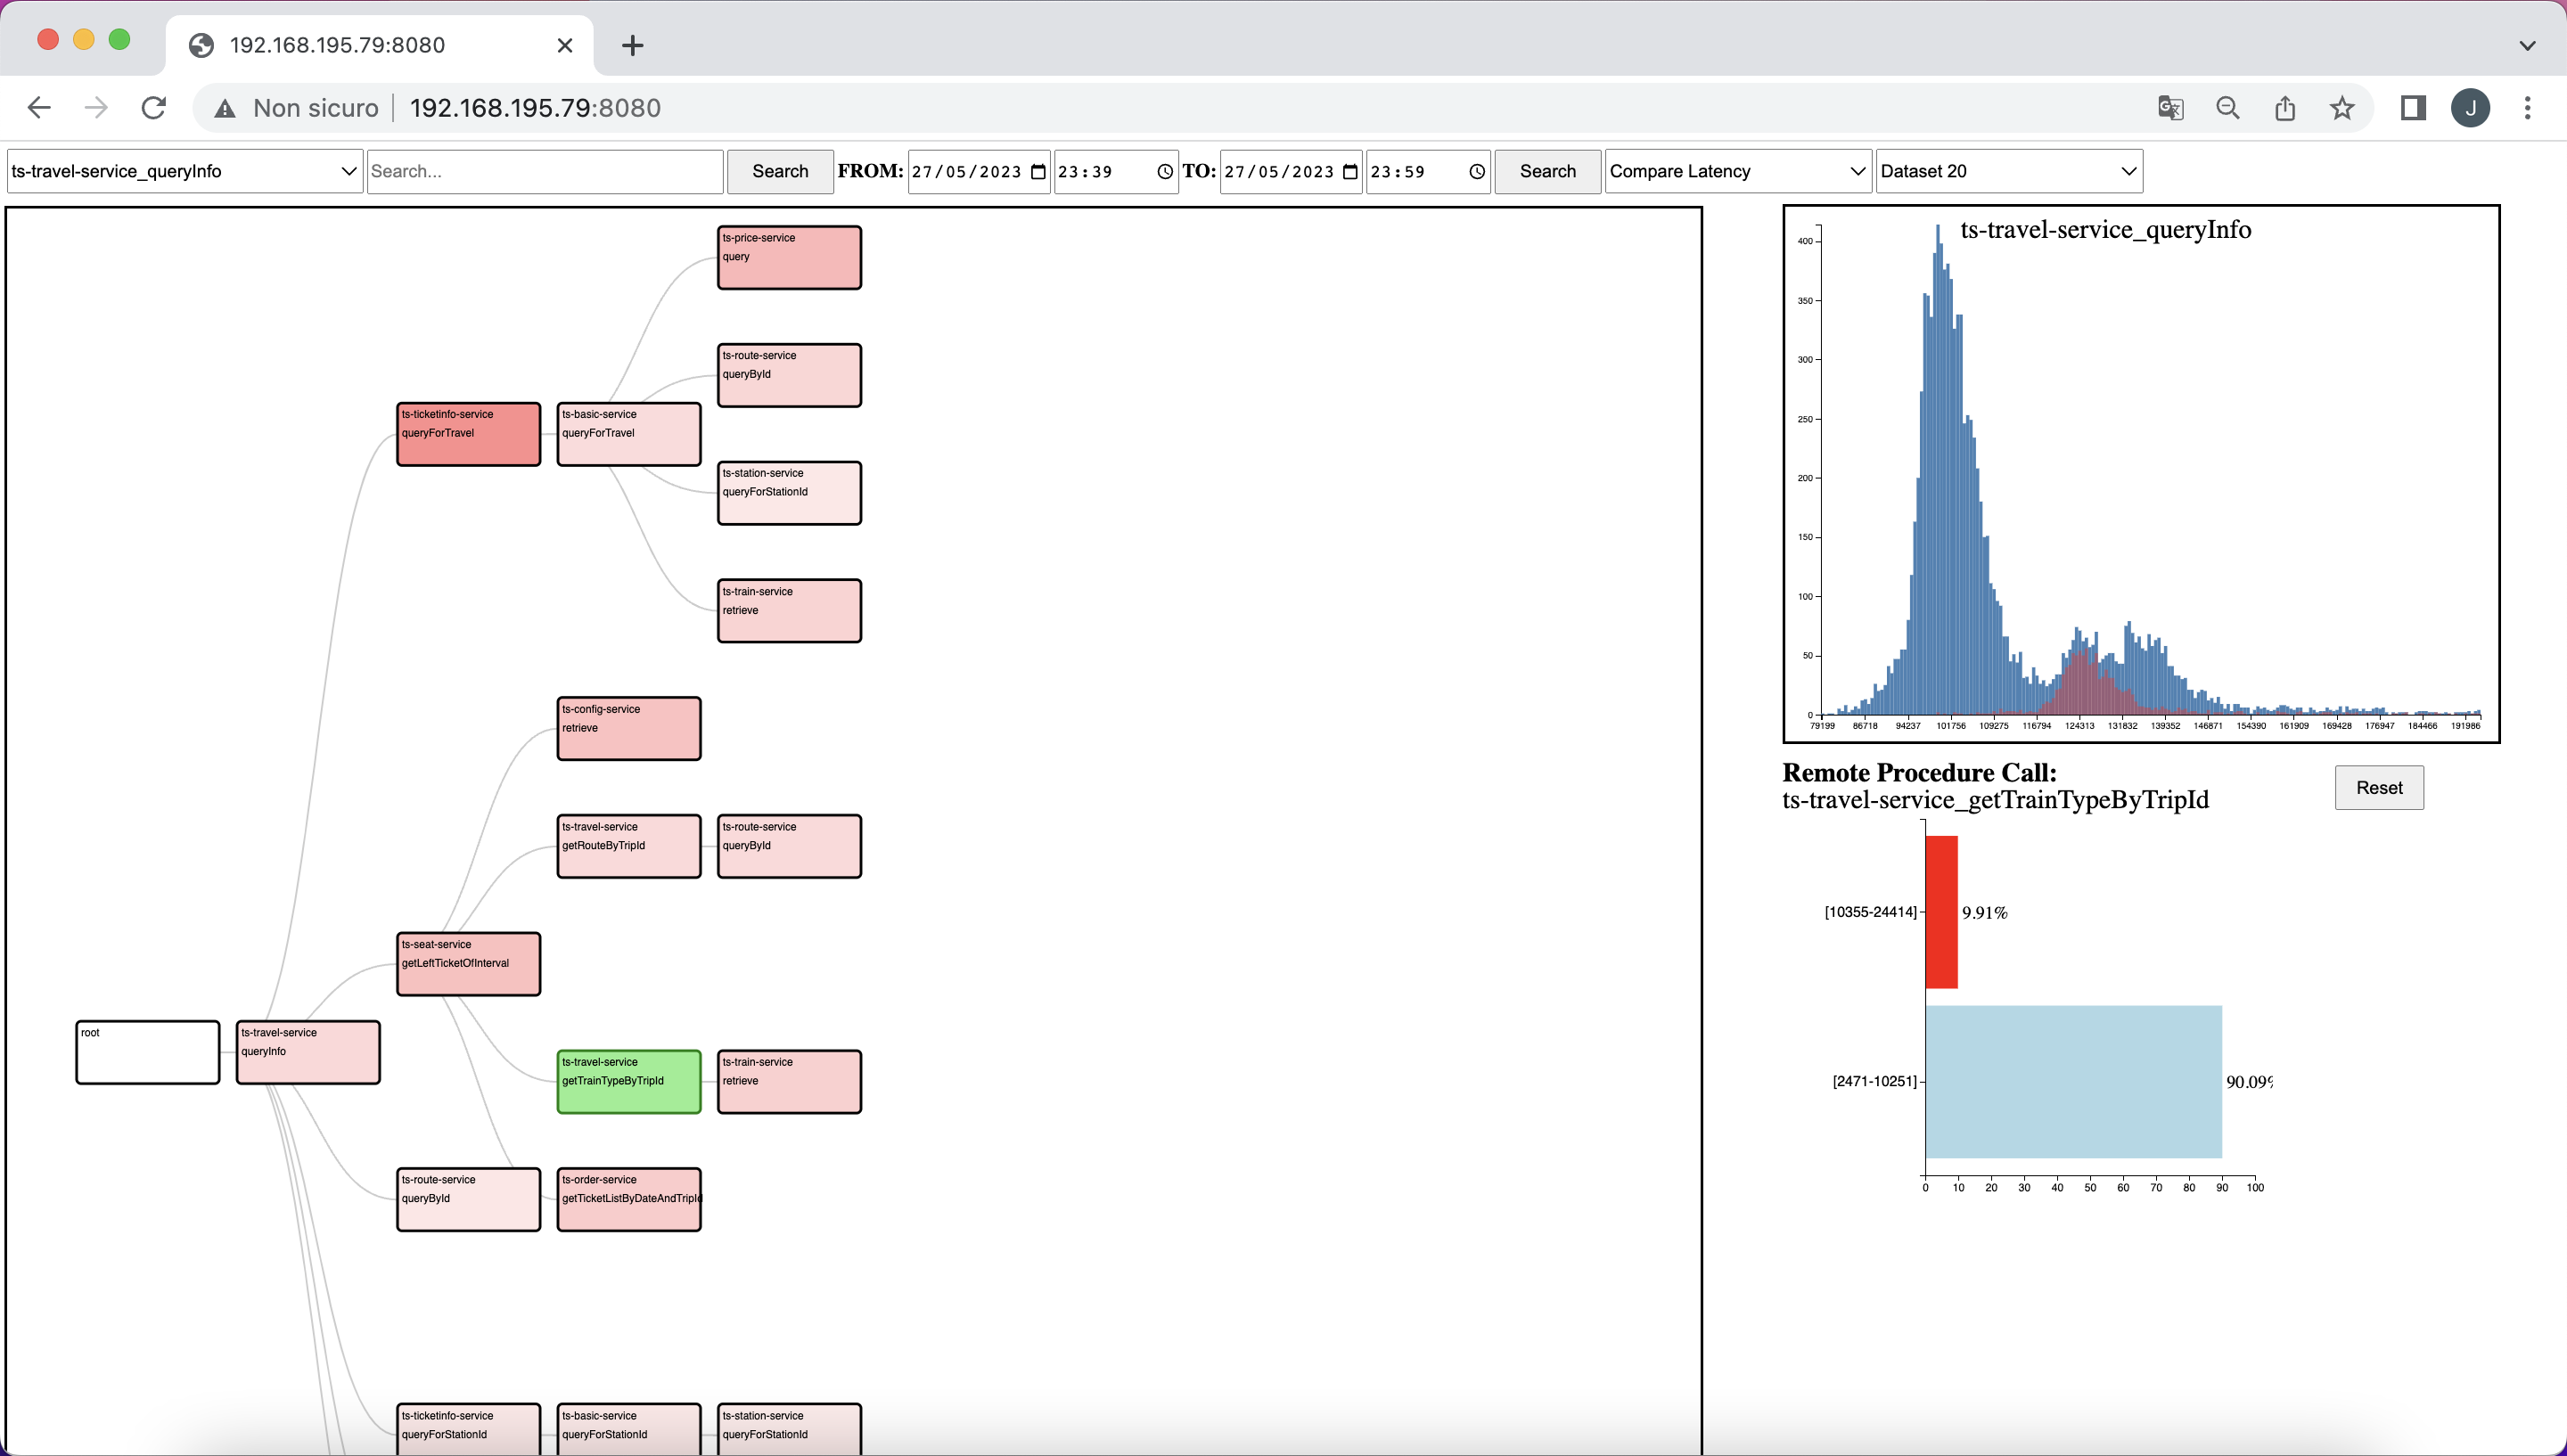 192.168.195.79:8080
Non sicuro 192.168.195.79:8080 J
ts-travel-service_queryInfo Search... Search FROM: 27/05/2023 23:39 TO: 27/05/2023 23:59 Search Compare Latency Dataset 20
ts-price-service
query
ts-route-service
queryById
ts-ticketinfo-service
queryForTravel
ts-basic-service
queryForTravel
ts-station-service
queryForStationId
ts-train-service
retrieve
ts-config-service
retrieve
ts-travel-service
getRouteByTripId
ts-route-service
queryById
ts-seat-service
getLeftTicketOfInterval
root
ts-travel-service
queryInfo
ts-travel-service
getTrainTypeByTripId
ts-train-service
retrieve
ts-route-service
queryById
ts-order-service
getTicketListByDateAndTripId
ts-ticketinfo-service
queryForStationId
ts-basic-service
queryForStationId
ts-station-service
queryForStationId
ts-travel-service_queryInfo
400
350
300
250
200
150
100
50
0
79199 86718 94237 101756 109275 116794 124313 131832 139352 146871 154390 161909 169428 176947 184466 191986
Remote Procedure Call:
ts-travel-service_getTrainTypeByTripId
Reset
[10355-24414] 9.91%
[2471-10251] 90.09%
0 10 20 30 40 50 60 70 80 90 100